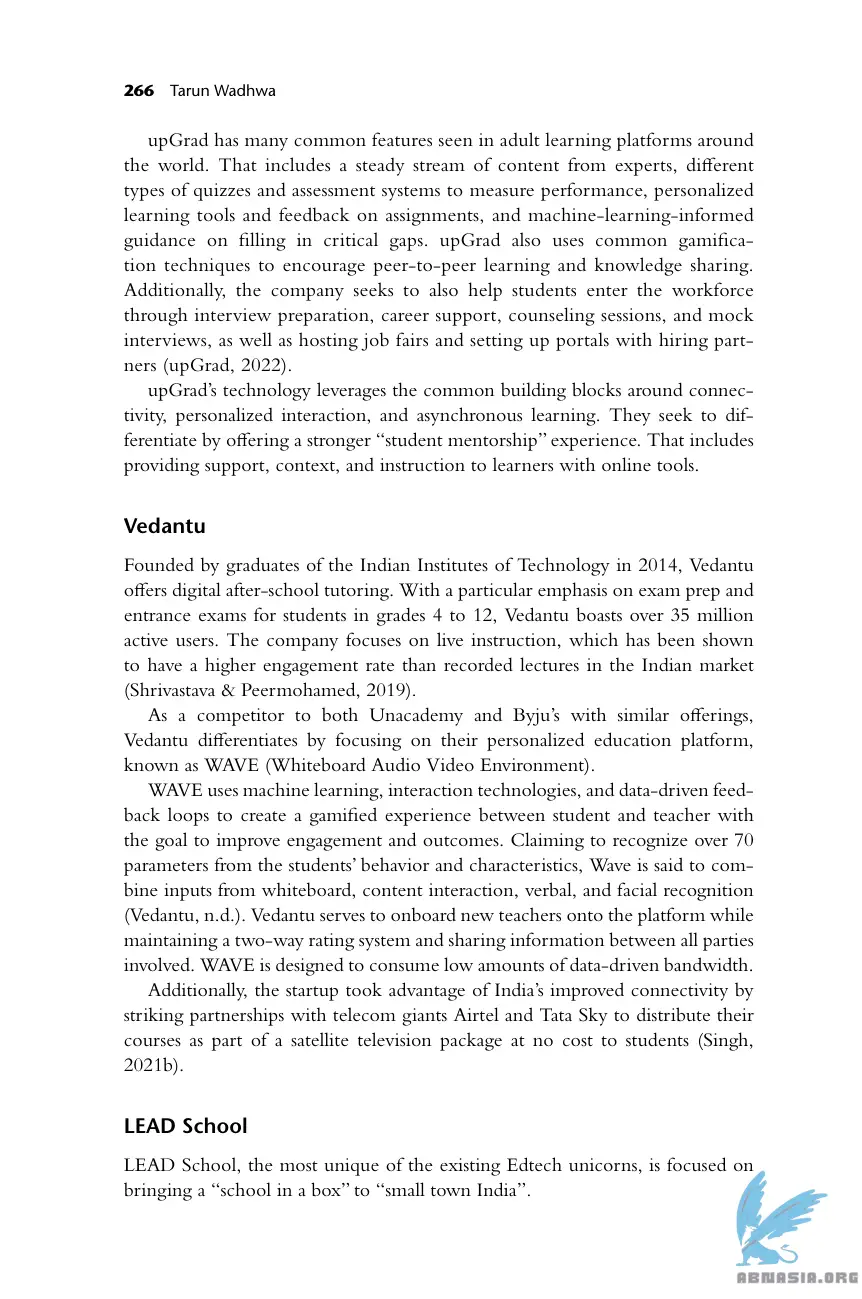 266 Tarun Wadhwa
upGrad has many common features seen in adult learning platforms around
the world. That includes a steady stream of content from experts, different
types of quizzes and assessment systems to measure performance, personalized
learning tools and feedback on assignments, and machine-learning-informed
guidance on filling in critical gaps. upGrad also uses common gamifica-
tion techniques to encourage peer-to-peer learning and knowledge sharing.
Additionally, the company seeks to also help students enter the workforce
through interview preparation, career support, counseling sessions, and mock
interviews, as well as hosting job fairs and setting up portals with hiring part-
ners (upGrad, 2022).
upGrad’s technology leverages the common building blocks around connec-
tivity, personalized interaction, and asynchronous learning. They seek to dif-
ferentiate by offering a stronger “student mentorship” experience. That includes
providing support, context, and instruction to learners with online tools.
Vedantu
Founded by graduates of the Indian Institutes of Technology in 2014, Vedantu
offers digital after-school tutoring. With a particular emphasis on exam prep and
entrance exams for students in grades 4 to 12, Vedantu boasts over 35 million
active users. The company focuses on live instruction, which has been shown
to have a higher engagement rate than recorded lectures in the Indian market
(Shrivastava & Peermohamed, 2019).
As a competitor to both Unacademy and Byju’s with similar offerings,
Vedantu differentiates by focusing on their personalized education platform,
known as WAVE (Whiteboard Audio Video Environment).
WAVE uses machine learning, interaction technologies, and data-driven feed-
back loops to create a gamified experience between student and teacher with
the goal to improve engagement and outcomes. Claiming to recognize over 70
parameters from the students’ behavior and characteristics, Wave is said to com-
bine inputs from whiteboard, content interaction, verbal, and facial recognition
(Vedantu, n.d.). Vedantu serves to onboard new teachers onto the platform while
maintaining a two-way rating system and sharing information between all parties
involved. WAVE is designed to consume low amounts of data-driven bandwidth.
Additionally, the startup took advantage of India’s improved connectivity by
striking partnerships with telecom giants Airtel and Tata Sky to distribute their
courses as part of a satellite television package at no cost to students (Singh,
2021b).
LEAD School
LEAD School, the most unique of the existing Edtech unicorns, is focused on
bringing a “school in a box” to “small town India”.
ABNASIA.ORG